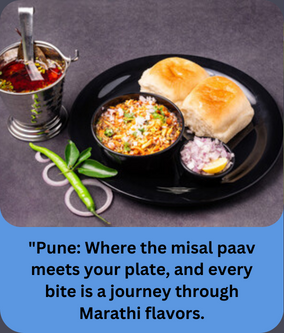 "Pune: Where the misal paav
meets your plate, and every
bite is a journey through
Marathi flavors.